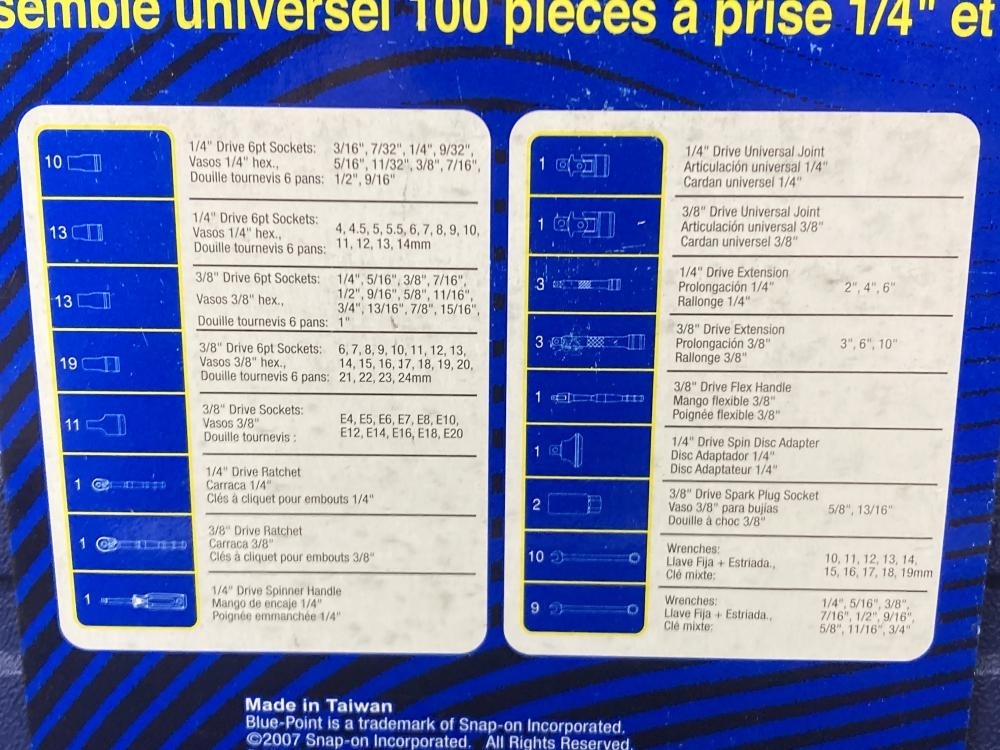 semble universel 100 pièces à prise 1/4" et
10
1/4" Drive 6pt Sockets: 3/16", 7/32", 1/4", 9/32",
Vasos 1/4" hex., 5/16", 11/32", 3/8", 7/16",
Douille tournevis 6 pans: 1/2", 9/16"
13
1/4" Drive 6pt Sockets:
Vasos 1/4" hex., 4, 4.5, 5, 5.5, 6, 7, 8, 9, 10,
Douille tournevis 6 pans: 11, 12, 13, 14mm
13
3/8" Drive 6pt Sockets: 1/4", 5/16", 3/8", 7/16",
1/2", 9/16", 5/8", 11/16",
Vasos 3/8" hex., 3/4", 13/16", 7/8", 15/16",
Douille tournevis 6 pans: 1"
19
3/8" Drive 6pt Sockets: 6, 7, 8, 9, 10, 11, 12, 13,
Vasos 3/8" hex., 14, 15, 16, 17, 18, 19, 20,
Douille tournevis 6 pans: 21, 22, 23, 24mm
11
3/8" Drive Sockets:
Vasos 3/8" E4, E5, E6, E7, E8, E10,
Douille tournevis : E12, E14, E16, E18, E20
1
1/4" Drive Ratchet
Carraca 1/4"
Clés à cliquet pour embouts 1/4"
1
3/8" Drive Ratchet
Carraca 3/8"
Clés à cliquet pour embouts 3/8"
1
1/4" Drive Spinner Handle
Mango de encaje 1/4"
Poignée emmanchée 1/4"
1
1/4" Drive Universal Joint
Articulación universal 1/4"
Cardan universel 1/4"
1
3/8" Drive Universal Joint
Articulación universal 3/8"
Cardan universel 3/8"
3
1/4" Drive Extension
Prolongación 1/4" 2", 4", 6"
Rallonge 1/4"
3
3/8" Drive Extension
Prolongación 3/8" 3", 6", 10"
Rallonge 3/8"
1
3/8" Drive Flex Handle
Mango flexible 3/8"
Poignée flexible 3/8"
1
1/4" Drive Spin Disc Adapter
Disc Adaptador 1/4"
Disc Adaptateur 1/4"
2
3/8" Drive Spark Plug Socket
Vaso 3/8" para bujías 5/8", 13/16"
Douille à choc 3/8"
10
Wrenches: 10, 11, 12, 13, 14,
Llave Fija + Estriada., 15, 16, 17, 18, 19mm
Clé mixte:
9
Wrenches: 1/4", 5/16", 3/8",
Llave Fija + Estriada., 7/16", 1/2", 9/16",
Clé mixte: 5/8", 11/16", 3/4"
Made in Taiwan
Blue-Point is a trademark of Snap-on Incorporated.
©2007 Snap-on Incorporated. All Rights Reserved.